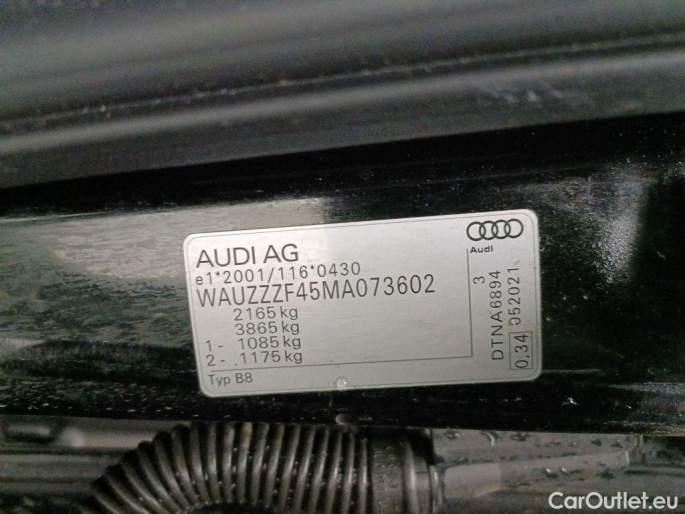 AUDI AG
e1*2001/116*0430
WAUZZZF45MA073602
2165 kg
3865 kg
1 - 1085 kg
2 - .1175 kg
Typ B8
Audi
3
DTNA6894
0,34 052021
CarOutlet.eu